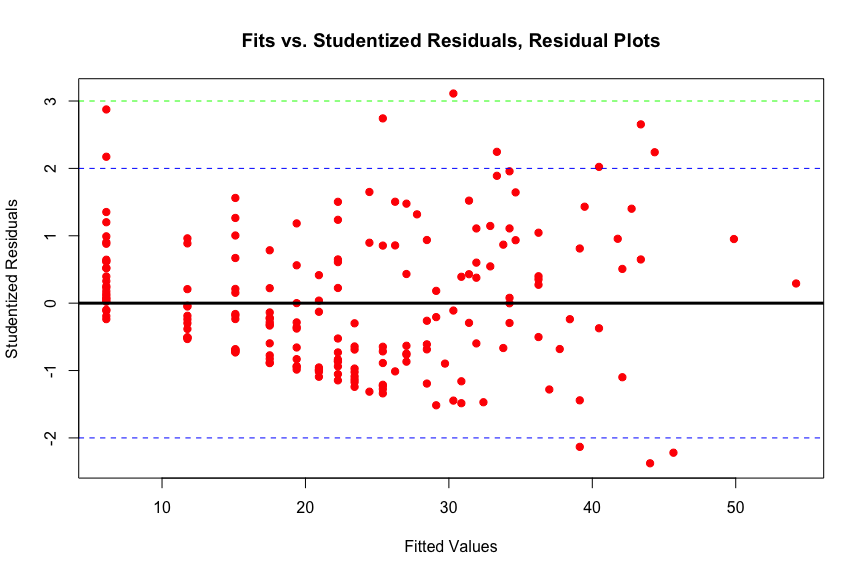 Fits vs. Studentized Residuals, Residual Plots
Studentized Residuals
3
2
1
0
-1
-2
10 20 30 40 50
Fitted Values